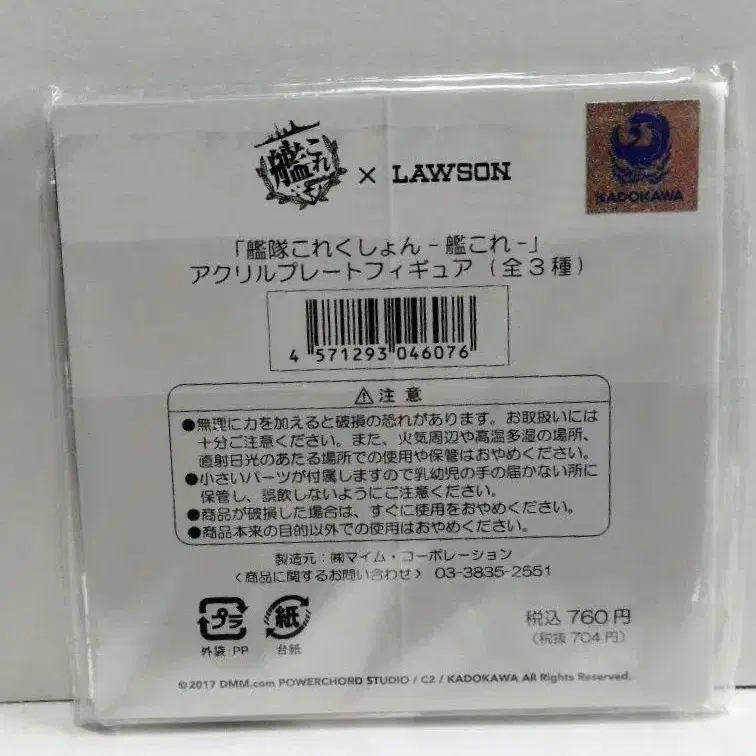 艦これ × LAWSON
KADOKAWA
「艦隊これくしょん -艦これ-」
アクリルプレートフィギュア (全3種)
4 571293 046076
⚠注 意
●無理に力を加えると破損の恐れがあります。お取扱いには
十分ご注意ください。また、火気周辺や高温多湿の場所、
直射日光のあたる場所での使用や保管はおやめください。
●小さいパーツが付属しますので乳幼児の手の届かない所に
保管し、誤飲しないようにご注意ください。
●商品が破損した場合は、すぐに使用をおやめください。
●商品本来の目的以外での使用はおやめください。
製造元:㈱マイム・コーポレーション
〈商品に関するお問い合わせ〉 03-3835-2551
プラ 紙
外袋:PP 台紙
税込 760円
(税抜 704円)
©2017 DMM.com POWERCHORD STUDIO / C2 / KADOKAWA All Rights Reserved.